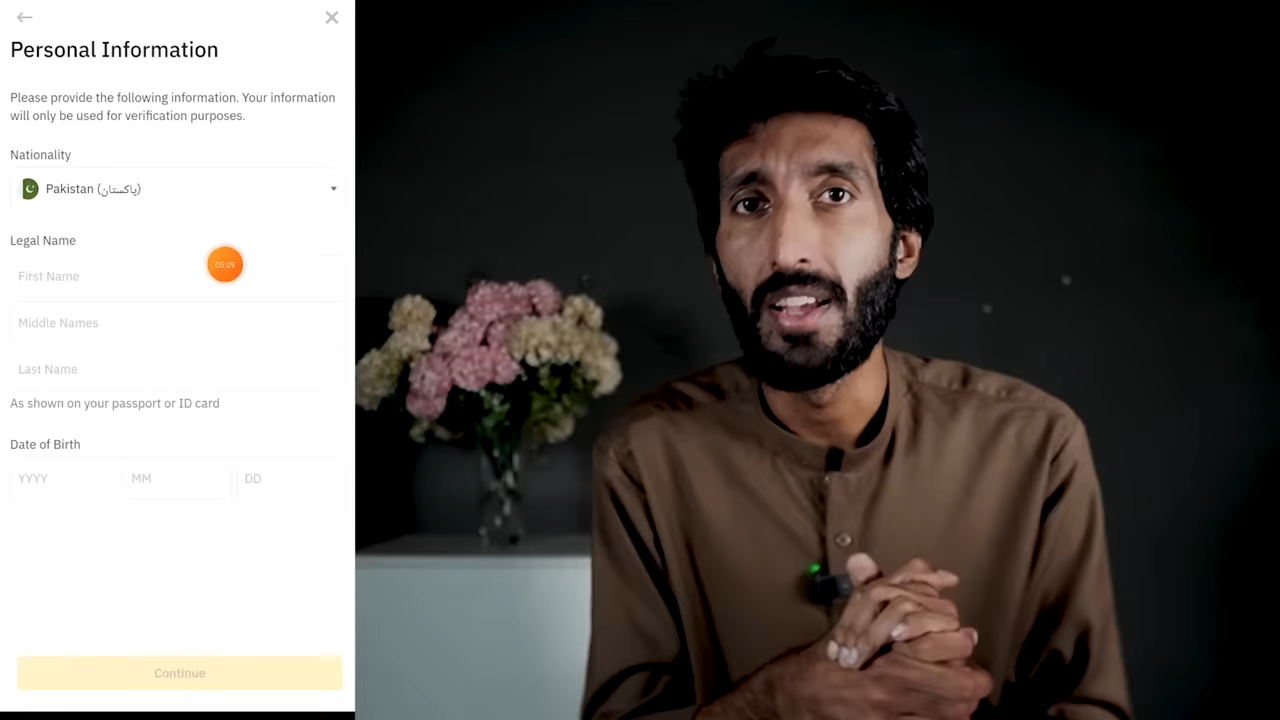 Personal Information
Please provide the following information. Your information
will only be used for verification purposes.
Nationality
Pakistan (پاکستان)
Legal Name
05:09
First Name
Middle Names
Last Name
As shown on your passport or ID card
Date of Birth
YYYY MM DD
Continue